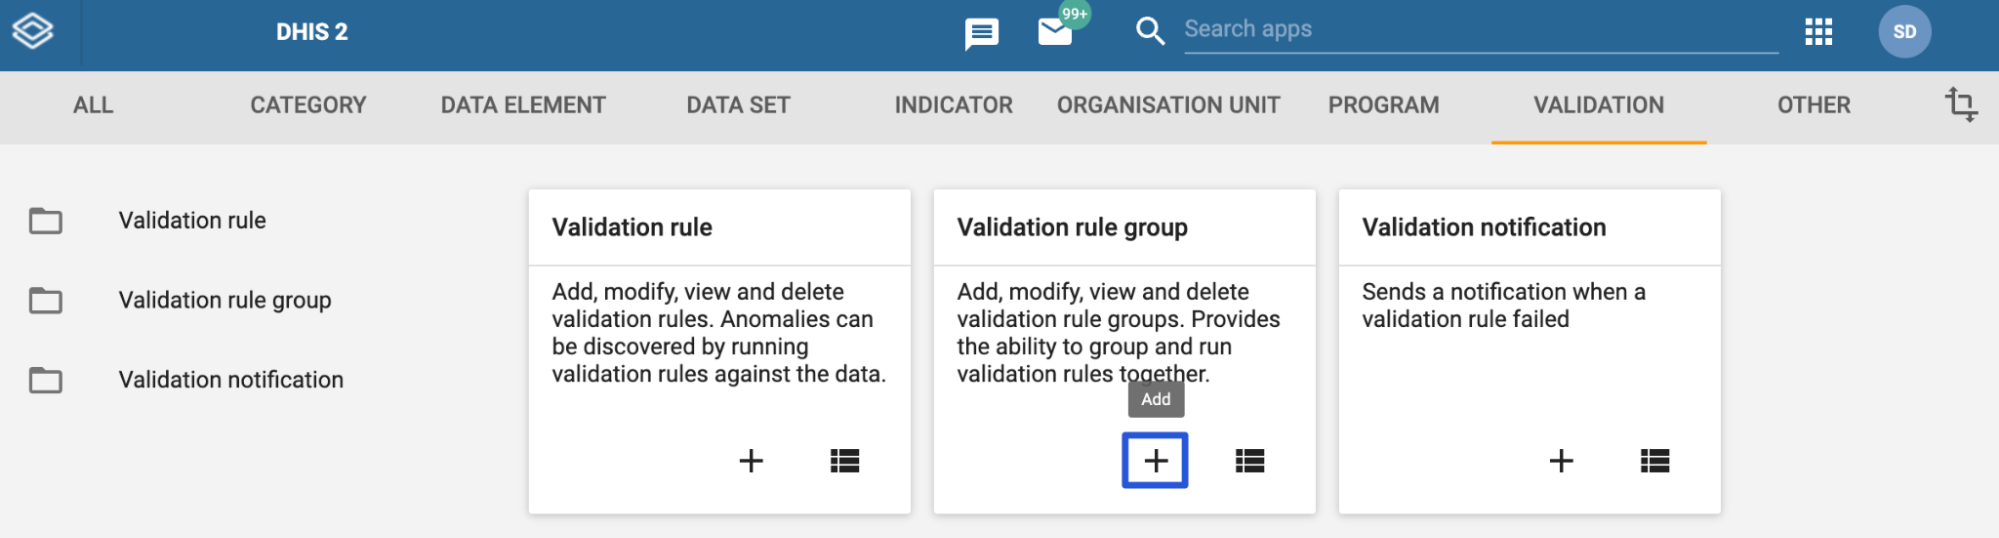 DHIS 2
99+
Search apps
SD
ALL
CATEGORY
DATA ELEMENT
DATA SET
INDICATOR
ORGANISATION UNIT
PROGRAM
VALIDATION
OTHER
Validation rule
Validation rule group
Validation notification
Validation rule
Add, modify, view and delete
validation rules. Anomalies can
be discovered by running
validation rules against the data.
Validation rule group
Add, modify, view and delete
validation rule groups. Provides
the ability to group and run
validation rules together.
Add
Validation notification
Sends a notification when a
validation rule failed